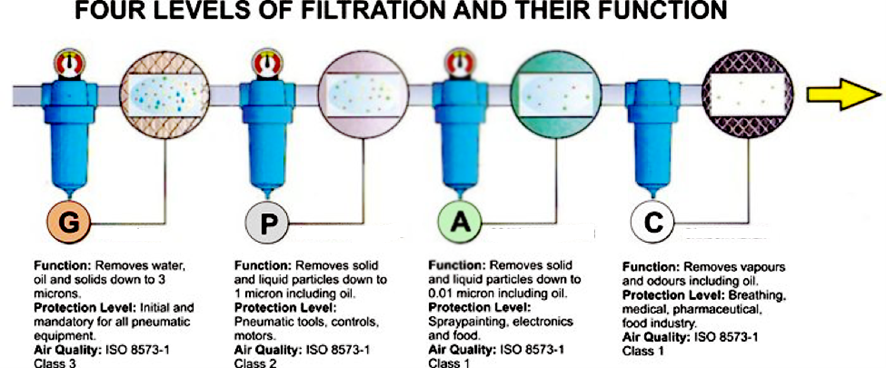 FOUR LEVELS OF FILTRATION AND THEIR FUNCTION
G
P
A
C
Function: Removes water,
oil and solids down to 3
microns.
Protection Level: Initial and
mandatory for all pneumatic
equipment.
Air Quality: ISO 8573-1
Class 3
Function: Removes solid
and liquid particles down to
1 micron including oil.
Protection Level:
Pneumatic tools, controls,
motors.
Air Quality: ISO 8573-1
Class 2
Function: Removes solid
and liquid particles down to
0.01 micron including oil.
Protection Level:
Spraypainting, electronics
and food.
Air Quality: ISO 8573-1
Class 1
Function: Removes vapours
and odours including oil.
Protection Level: Breathing,
medical, pharmaceutical,
food industry.
Air Quality: ISO 8573-1
Class 1